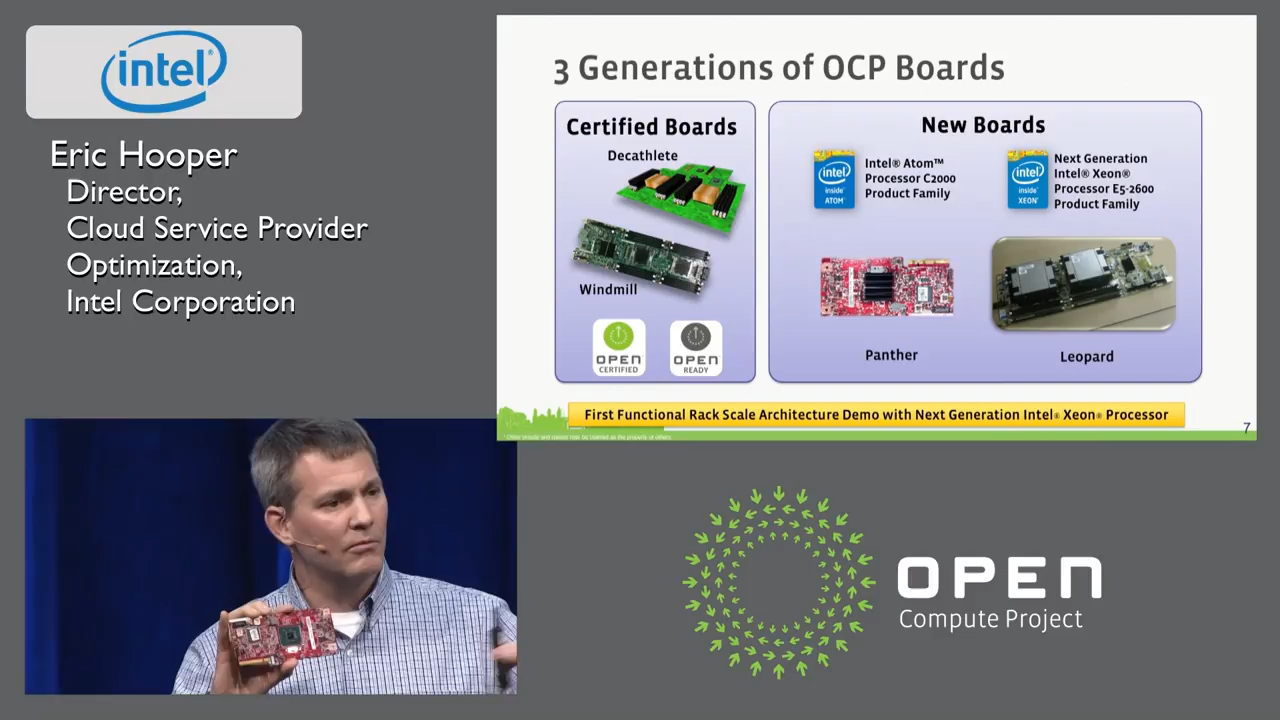 intel
Eric Hooper
Director,
Cloud Service Provider
Optimization,
Intel Corporation
3 Generations of OCP Boards
Certified Boards
Decathlete
Windmill
OPEN
CERTIFIED
OPEN
READY
New Boards
intel
inside
ATOM
Intel® Atom™
Processor C2000
Product Family
Panther
intel
inside
XEON
Next Generation
Intel® Xeon®
Processor E5-2600
Product Family
Leopard
First Functional Rack Scale Architecture Demo with Next Generation Intel® Xeon® Processor
7
OPEN
Compute Project